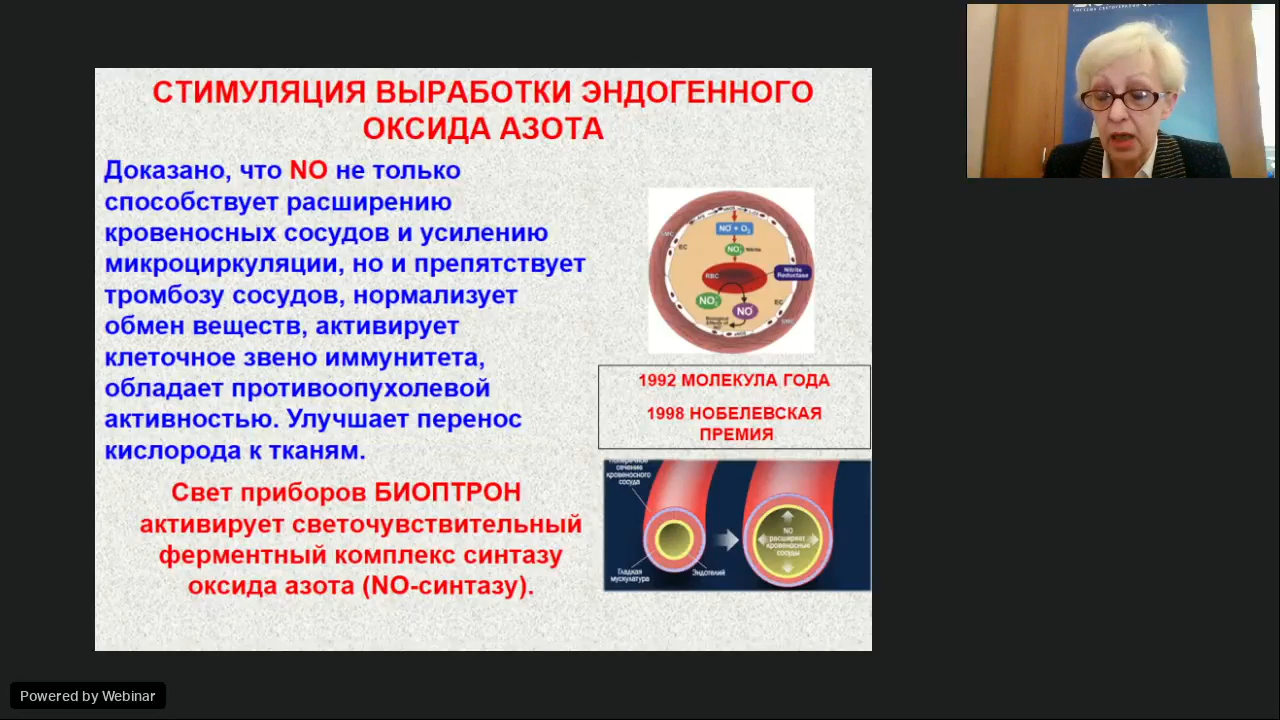 СТИМУЛЯЦИЯ ВЫРАБОТКИ ЭНДОГЕННОГО
ОКСИДА АЗОТА
Доказано, что NO не только
способствует расширению
кровеносных сосудов и усилению
микроциркуляции, но и препятствует
тромбозу сосудов, нормализует
обмен веществ, активирует
клеточное звено иммунитета,
обладает противоопухолевой
активностью. Улучшает перенос
кислорода к тканям.
Свет приборов БИОПТРОН
активирует светочувствительный
ферментный комплекс синтазу
оксида азота (NO-синтазу).
NO + O₂
EC
NO₂⁻ Nitrite
RBC
Nitrite
Reductase
NO₂⁻
NO
EC
1992 МОЛЕКУЛА ГОДА
1998 НОБЕЛЕВСКАЯ
ПРЕМИЯ
Поперечное
сечение
кровеносного
сосуда
NO
расширяет
кровеносные
сосуды
Гладкая
мускулатура
Эндотелий
Powered by Webinar